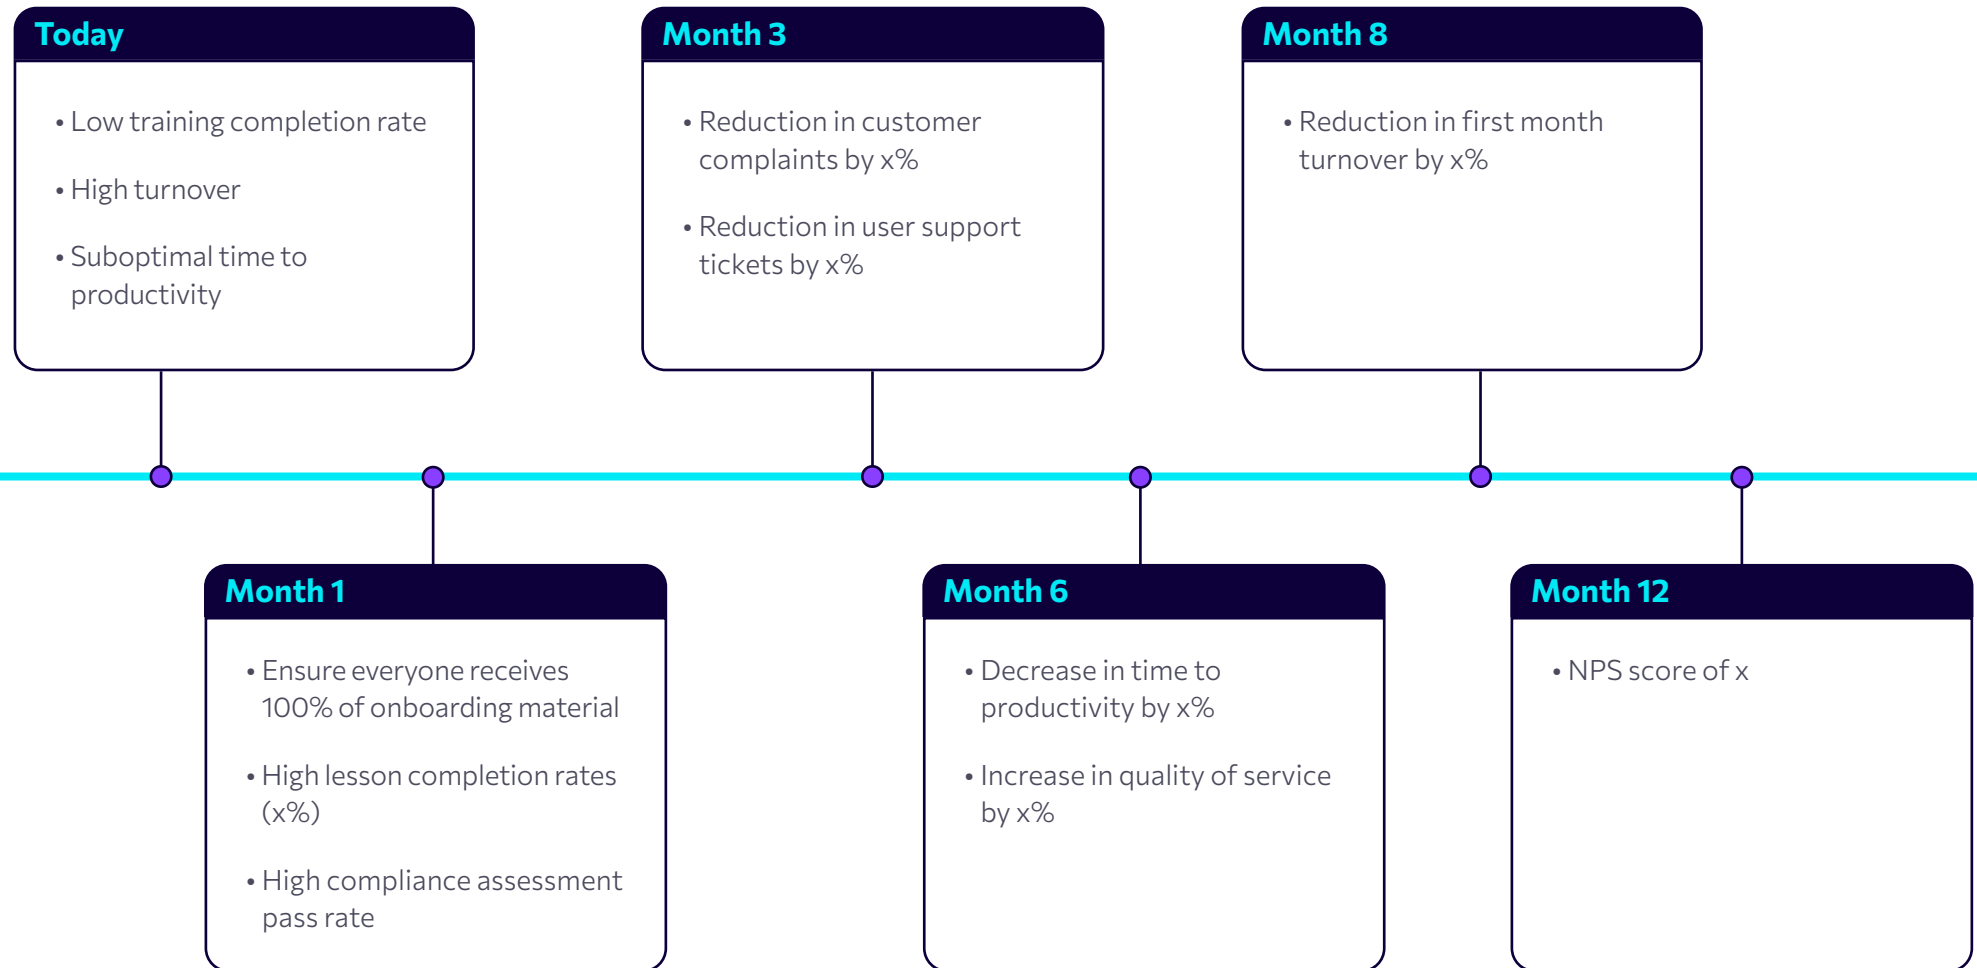 Today
• Low training completion rate
• High turnover
• Suboptimal time to
productivity
Month 1
• Ensure everyone receives
100% of onboarding material
• High lesson completion rates
(x%)
• High compliance assessment
pass rate
Month 3
• Reduction in customer
complaints by x%
• Reduction in user support
tickets by x%
Month 6
• Decrease in time to
productivity by x%
• Increase in quality of service
by x%
Month 8
• Reduction in first month
turnover by x%
Month 12
• NPS score of x